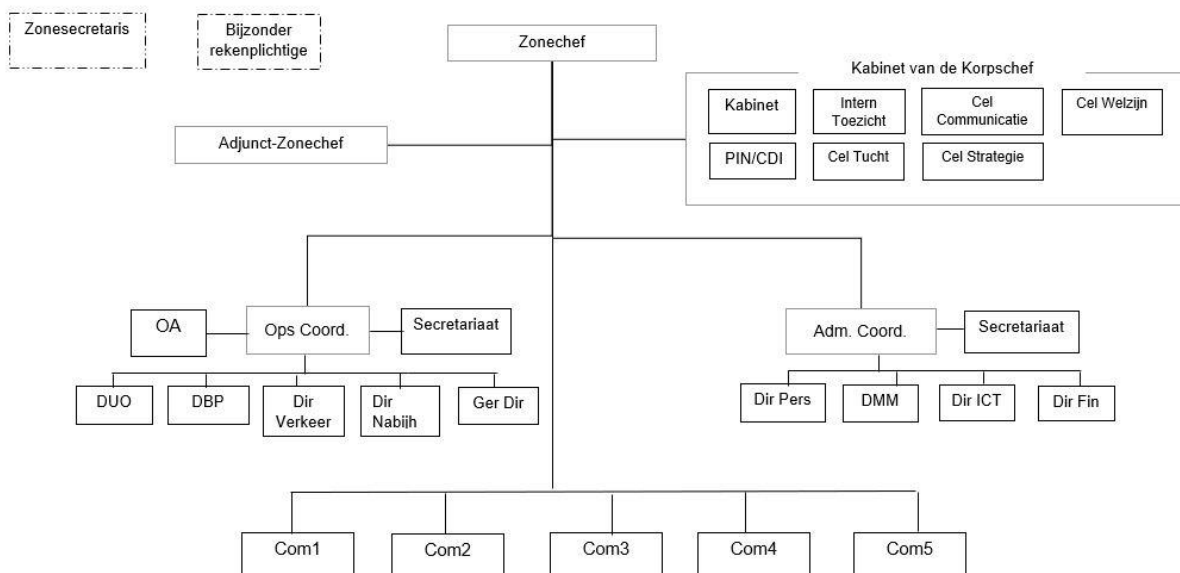 Zonesecretaris
Bijzonder
rekenplichtige
Zonechef
Kabinet van de Korpschef
Kabinet
Intern
Toezicht
Cel
Communicatie
Cel Welzijn
Adjunct-Zonechef
PIN/CDI
Cel Tucht
Cel Strategie
OA
Ops Coord.
Secretariaat
Adm. Coord.
Secretariaat
DUO
DBP
Dir
Verkeer
Dir
Nabijh
Ger Dir
Dir Pers
DMM
Dir ICT
Dir Fin
Com1
Com2
Com3
Com4
Com5